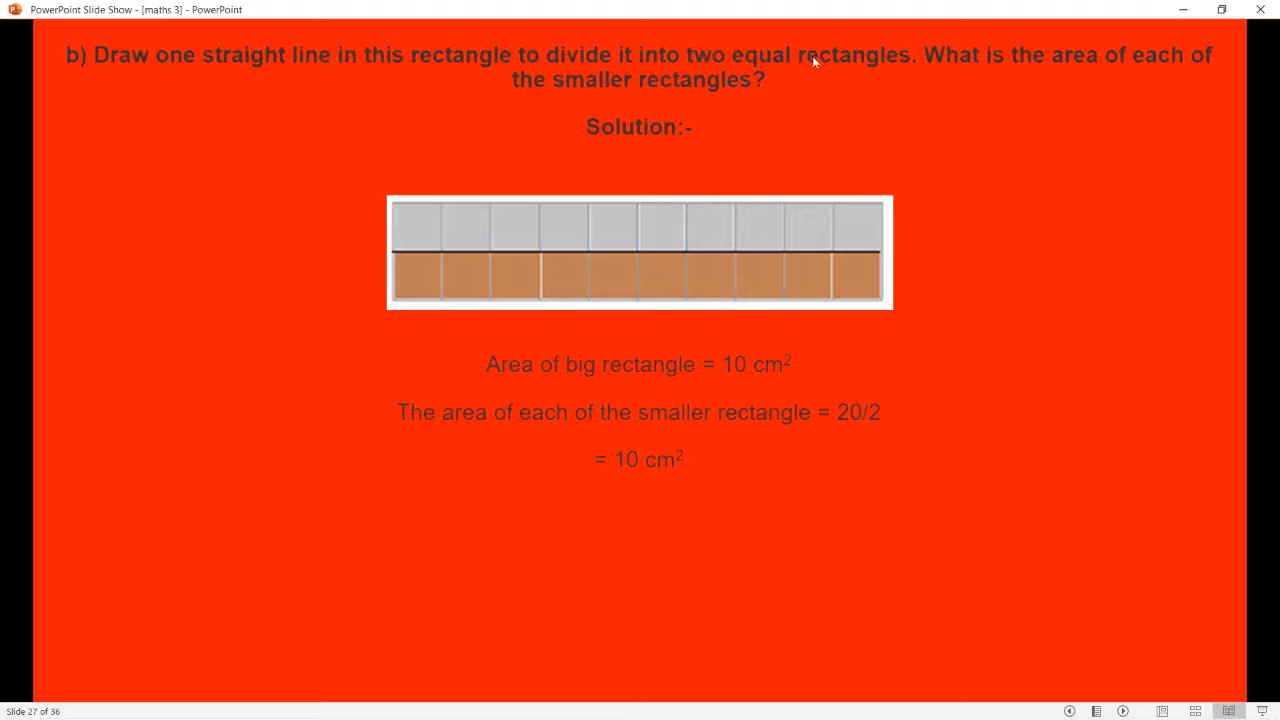 PowerPoint Slide Show - [maths 3] - PowerPoint
b) Draw one straight line in this rectangle to divide it into two equal rectangles. What is the area of each of
the smaller rectangles?
Solution:-
Area of big rectangle = 10 cm²
The area of each of the smaller rectangle = 20/2
= 10 cm²
Slide 27 of 36